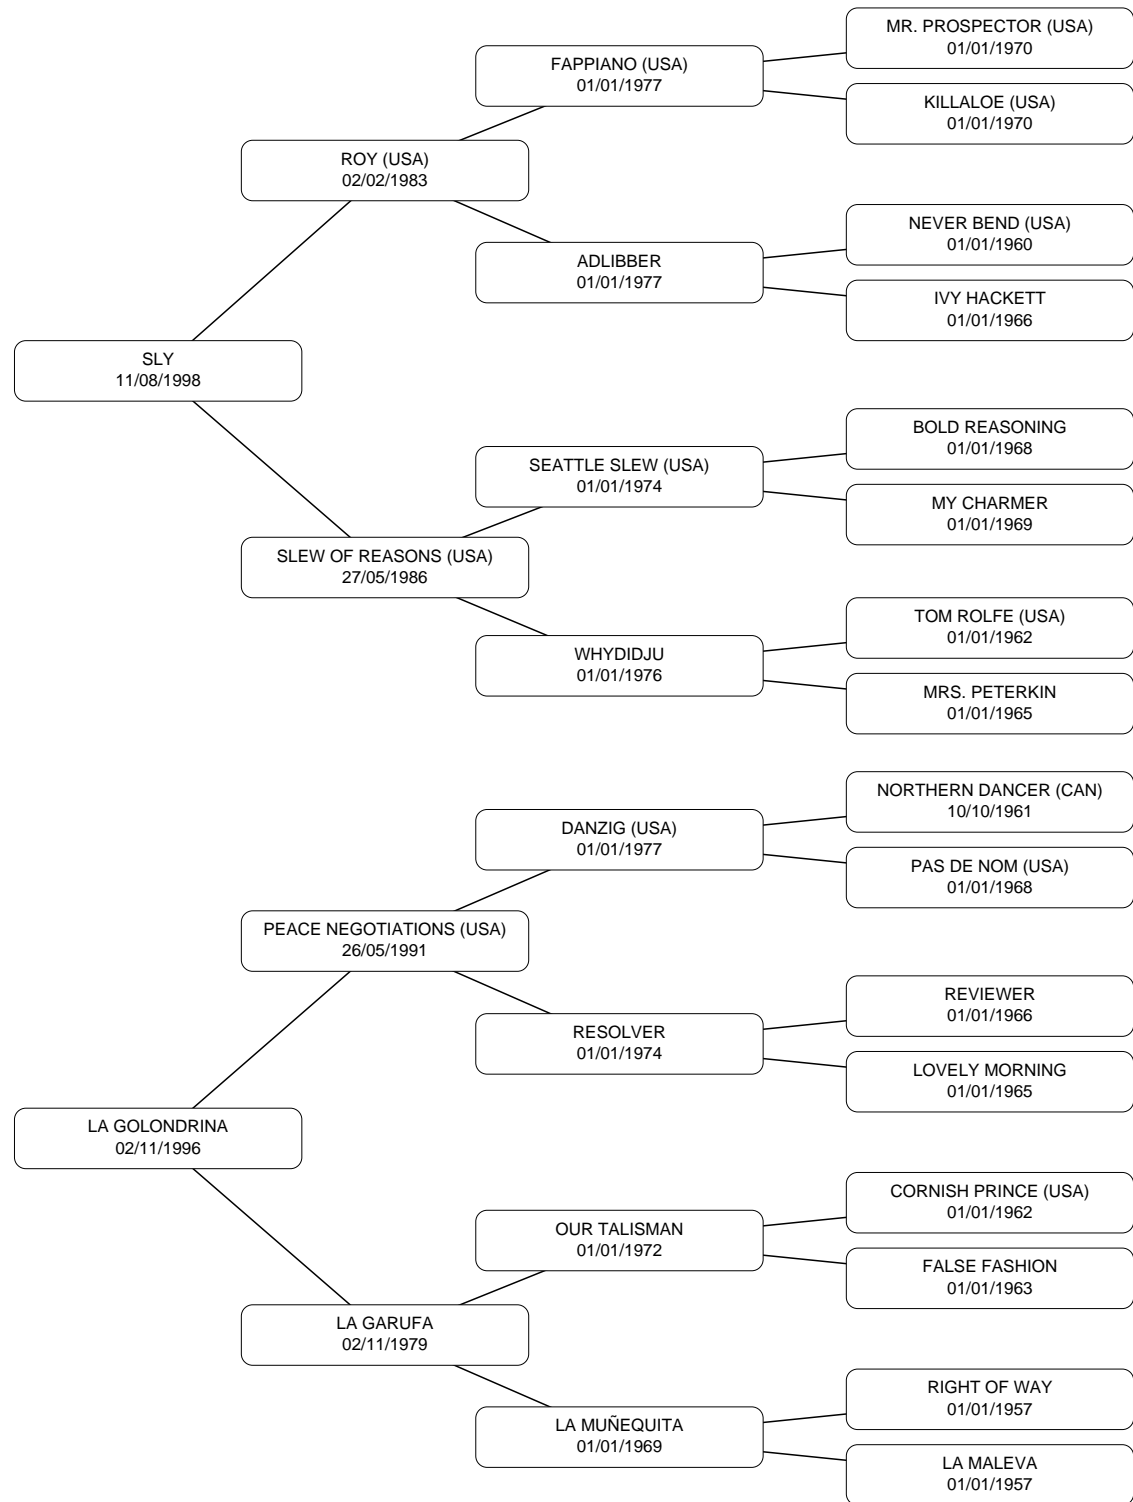 MR. PROSPECTOR (USA)
01/01/1970
FAPPIANO (USA)
01/01/1977
KILLALOE (USA)
01/01/1970
ROY (USA)
02/02/1983
NEVER BEND (USA)
01/01/1960
ADLIBBER
01/01/1977
IVY HACKETT
01/01/1966
SLY
11/08/1998
BOLD REASONING
01/01/1968
SEATTLE SLEW (USA)
01/01/1974
MY CHARMER
01/01/1969
SLEW OF REASONS (USA)
27/05/1986
TOM ROLFE (USA)
01/01/1962
WHYDIDJU
01/01/1976
MRS. PETERKIN
01/01/1965
NORTHERN DANCER (CAN)
10/10/1961
DANZIG (USA)
01/01/1977
PAS DE NOM (USA)
01/01/1968
PEACE NEGOTIATIONS (USA)
26/05/1991
REVIEWER
01/01/1966
RESOLVER
01/01/1974
LOVELY MORNING
01/01/1965
LA GOLONDRINA
02/11/1996
CORNISH PRINCE (USA)
01/01/1962
OUR TALISMAN
01/01/1972
FALSE FASHION
01/01/1963
LA GARUFA
02/11/1979
RIGHT OF WAY
01/01/1957
LA MUÑEQUITA
01/01/1969
LA MALEVA
01/01/1957